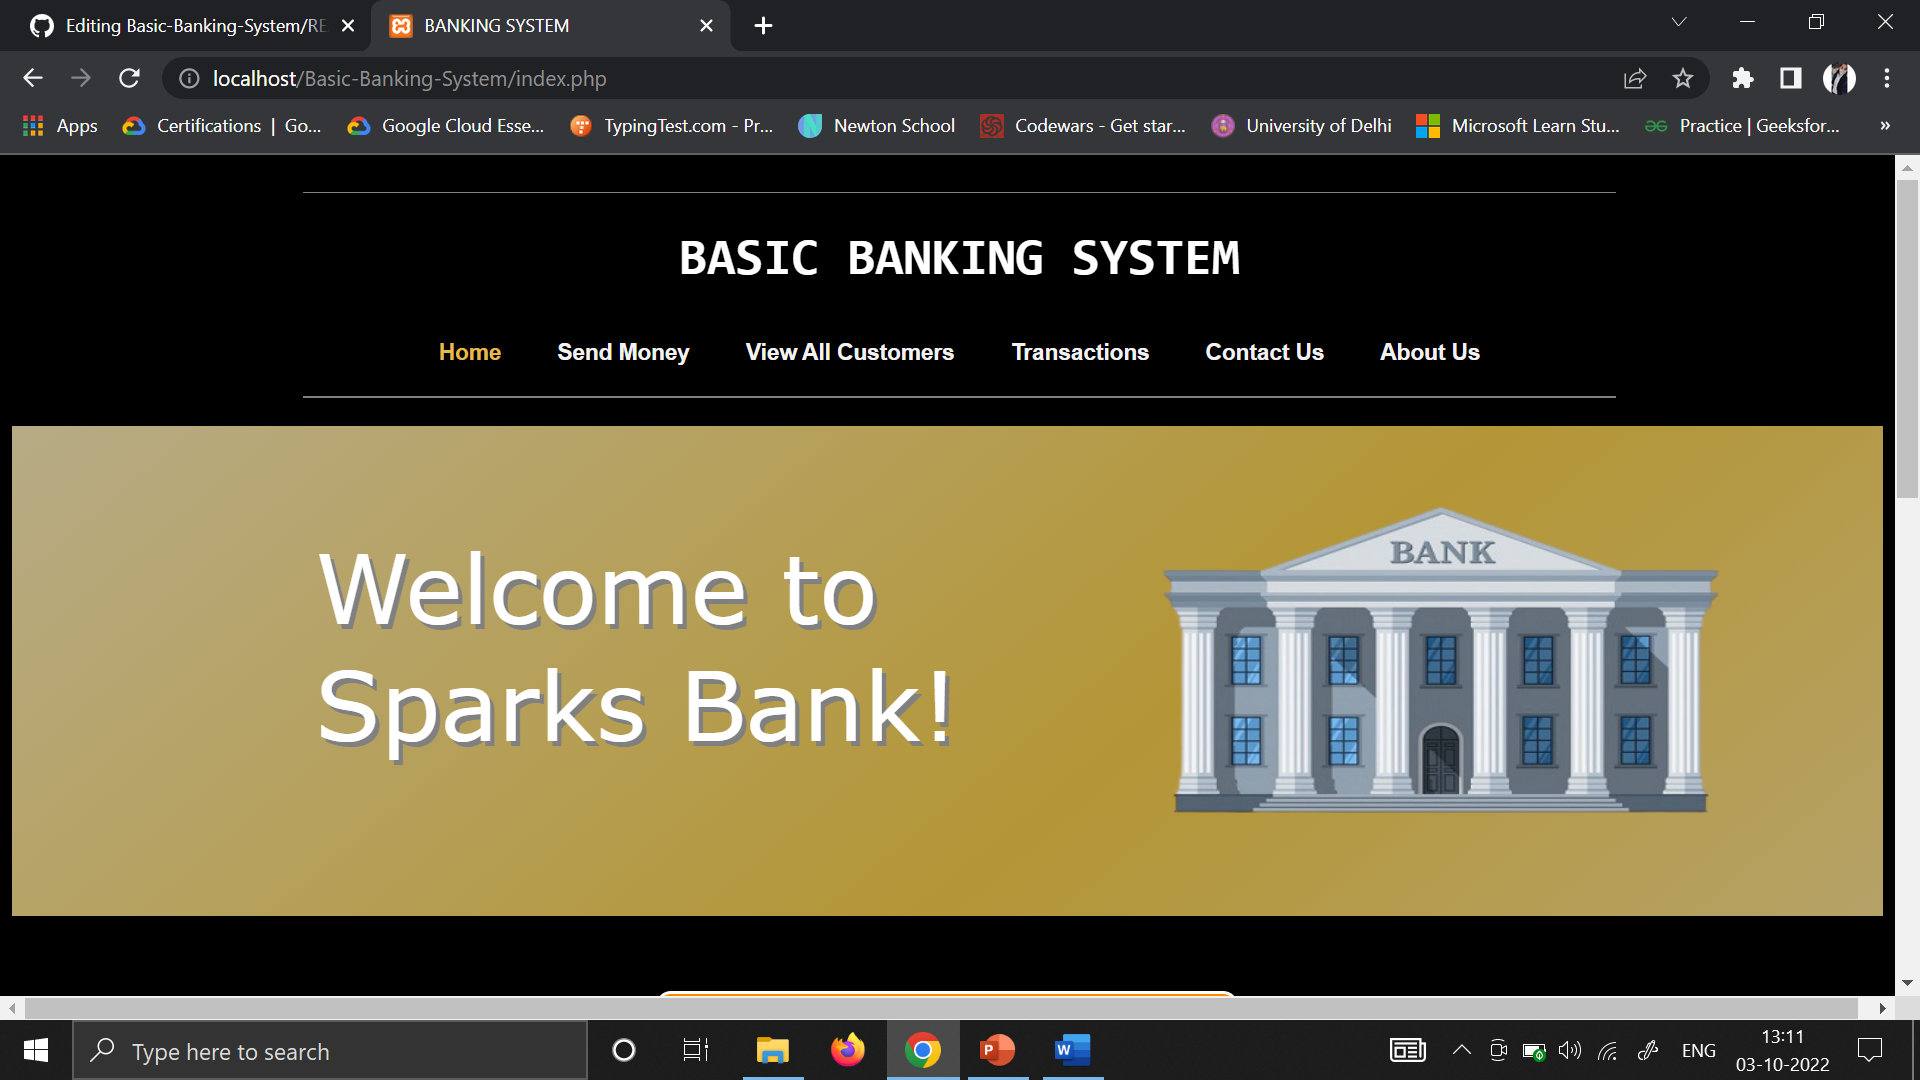 Editing Basic-Banking-System/RE
BANKING SYSTEM
localhost/Basic-Banking-System/index.php
Apps
Certifications | Go...
Google Cloud Esse...
TypingTest.com - Pr...
Newton School
Codewars - Get star...
University of Delhi
Microsoft Learn Stu...
Practice | Geeksfor...
»
BASIC BANKING SYSTEM
Home Send Money View All Customers Transactions Contact Us About Us
Welcome to
Sparks Bank!
BANK
Type here to search
P
W
ENG
13:11
03-10-2022